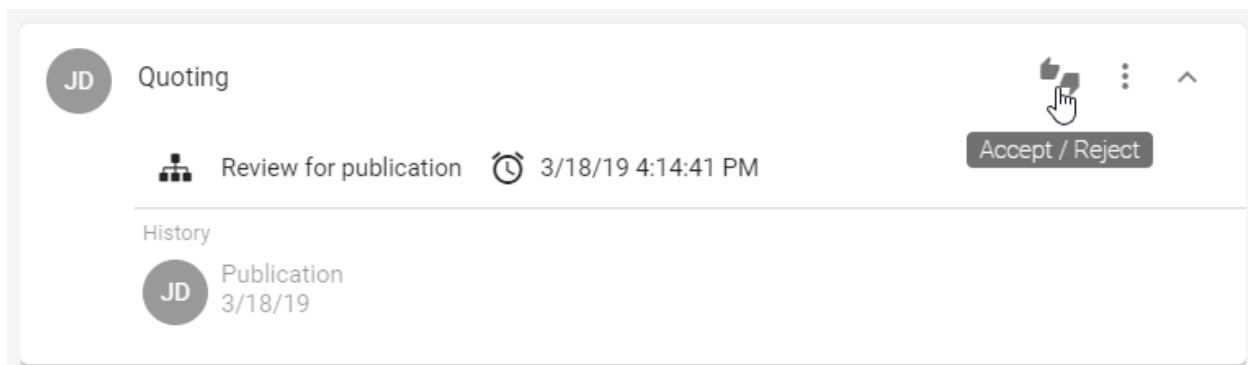 JD Quoting
Accept / Reject
Review for publication 3/18/19 4:14:41 PM
History
JD Publication
3/18/19